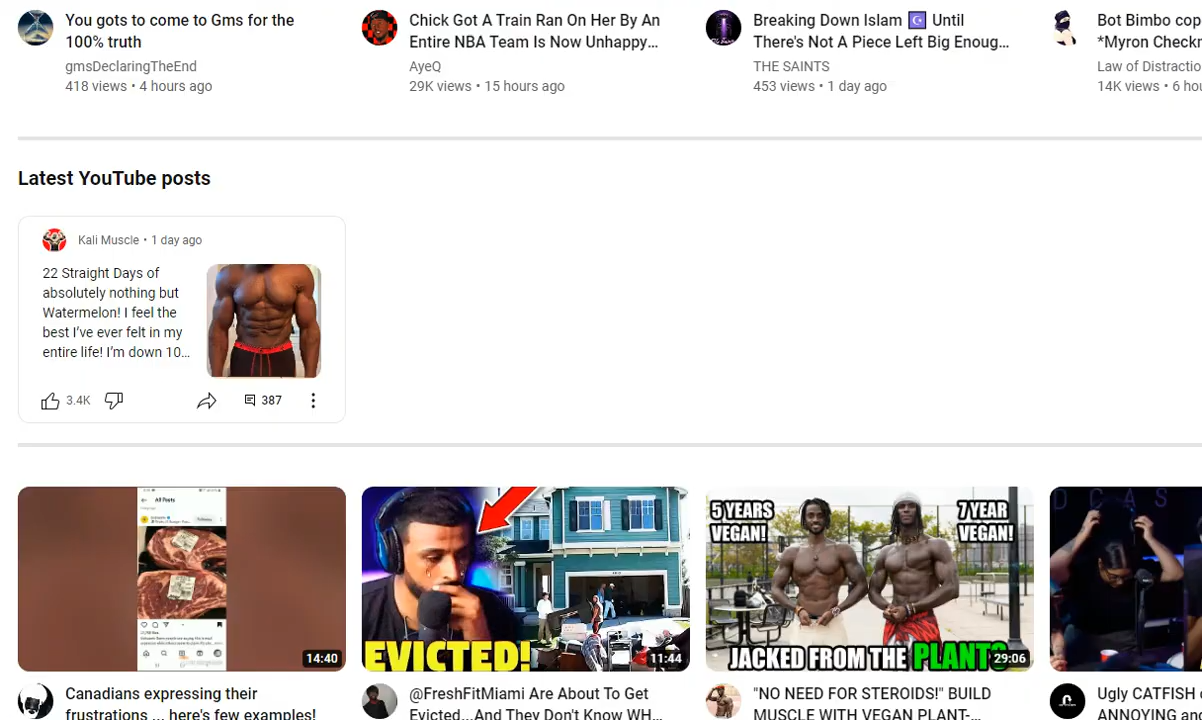 You gots to come to Gms for the
100% truth
gmsDeclaringTheEnd
418 views • 4 hours ago
Chick Got A Train Ran On Her By An
Entire NBA Team Is Now Unhappy...
AyeQ
29K views • 15 hours ago
Breaking Down Islam ☪️ Until
There's Not A Piece Left Big Enoug...
THE SAINTS
453 views • 1 day ago
Bot Bimbo cop
*Myron Checkm
Law of Distractio
14K views • 6 hou
Latest YouTube posts
Kali Muscle • 1 day ago
22 Straight Days of
absolutely nothing but
Watermelon! I feel the
best I've ever felt in my
entire life! I'm down 10...
3.4K
387
All Posts
14:40
Canadians expressing their
frustrations ... here's few examples!
EVICTED!
11:44
@FreshFitMiami Are About To Get
Evicted...And They Don't Know WH...
5 YEARS
VEGAN!
7 YEAR
VEGAN!
JACKED FROM THE PLANTS
29:06
"NO NEED FOR STEROIDS!" BUILD
MUSCLE WITH VEGAN PLANT-...
D C A S
Ugly CATFISH
ANNOYING and